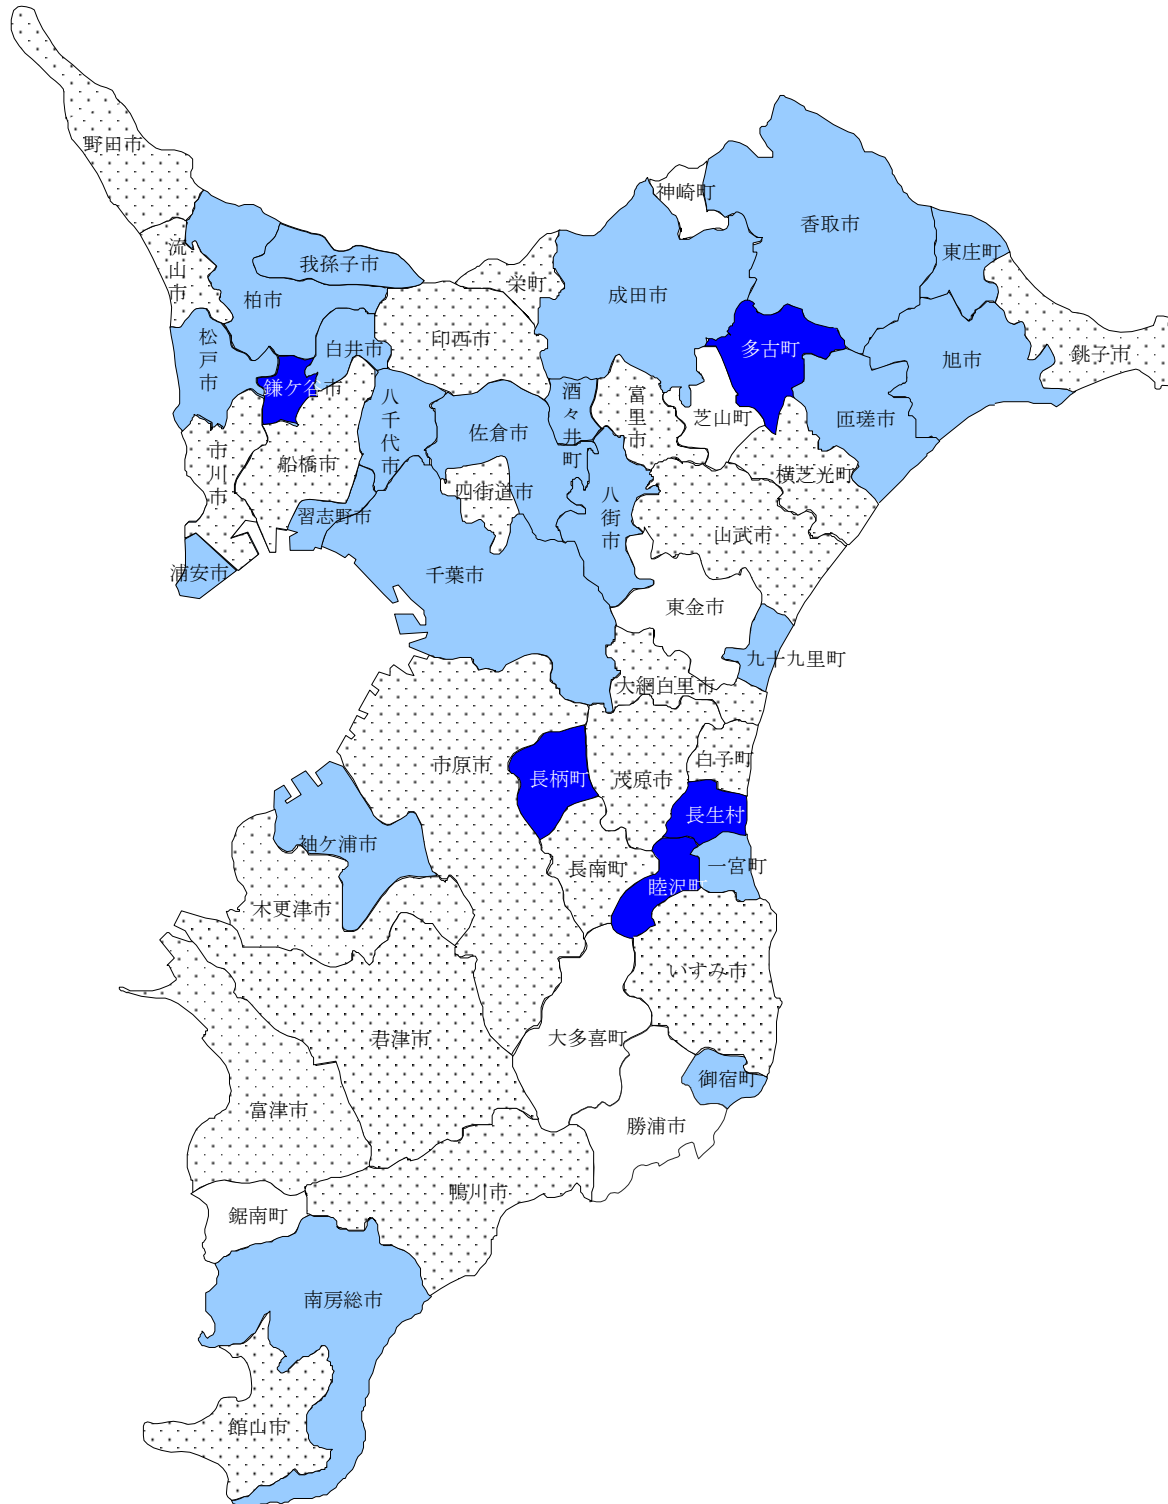 野田市
神崎町
香取市
流山市
我孫子市
東庄町
栄町
成田市
柏市
印西市
松戸市
白井市
多古町
旭市
銚子市
鎌ケ谷市
八千代市
酒々井町
富里市
芝山町
匝瑳市
佐倉市
市川市
船橋市
四街道市
横芝光町
習志野市
八街市
山武市
浦安市
千葉市
東金市
九十九里町
大網白里市
市原市
長柄町
茂原市
白子町
長生村
袖ケ浦市
長南町
一宮町
睦沢町
木更津市
いすみ市
君津市
大多喜町
御宿町
富津市
勝浦市
鴨川市
鋸南町
南房総市
館山市